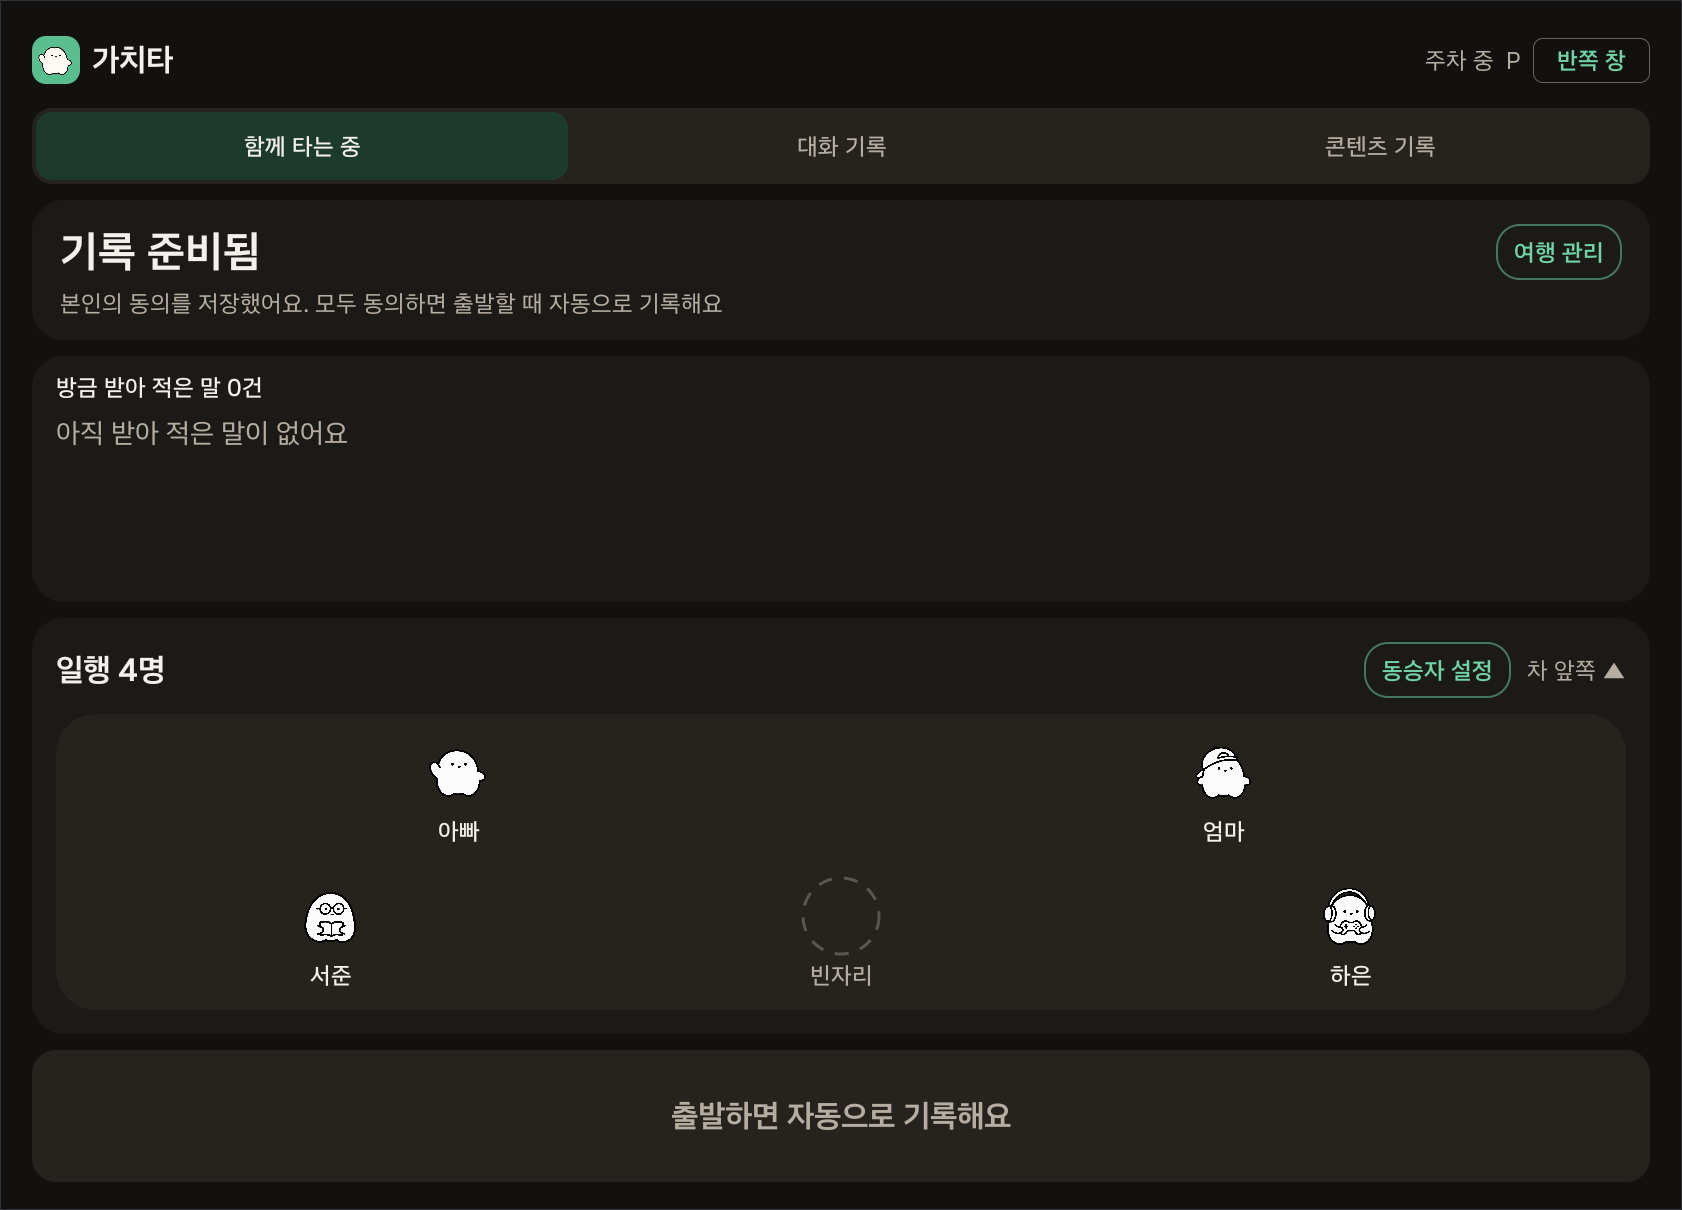 가치타
주차 중 P 반쪽 창
함께 타는 중 대화 기록 콘텐츠 기록
기록 준비됨
여행 관리
본인의 동의를 저장했어요. 모두 동의하면 출발할 때 자동으로 기록해요
방금 받아 적은 말 0건
아직 받아 적은 말이 없어요
일행 4명
동승자 설정 차 앞쪽 ▲
아빠 엄마
서준 빈자리 하은
출발하면 자동으로 기록해요